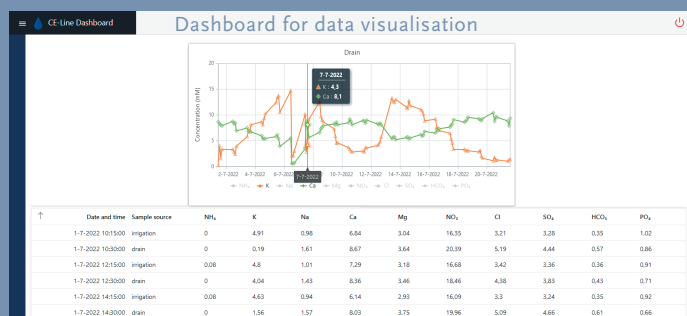 CE-Line Dashboard
Dashboard for data visualisation
Drain
Concentration (mM)
20
15
10
5
0
7-7-2022
K : 4,3
Ca : 8,1
2-7-2022 4-7-2022 6-7-2022 7-7-2022 10-7-2022 12-7-2022 14-7-2022 16-7-2022 18-7-2022 20-7-2022
NH₄ K Na Ca Mg NO₃ Cl SO₄ HCO₃ PO₄
Date and time Sample source NH₄ K Na Ca Mg NO₃ Cl SO₄ HCO₃ PO₄
1-7-2022 10:15:00 irrigation 0 4,91 0,98 6,84 3,04 16,35 3,21 3,28 0,35 1,02
1-7-2022 10:30:00 drain 0 0,19 1,61 8,67 3,64 20,39 5,19 4,44 0,57 0,86
1-7-2022 12:15:00 irrigation 0,08 4,8 1,01 7,29 3,18 16,68 3,42 3,36 0,36 0,91
1-7-2022 12:30:00 drain 0 4,04 1,43 8,36 3,46 18,46 4,38 3,83 0,43 0,71
1-7-2022 14:15:00 irrigation 0,08 4,63 0,94 6,14 2,93 16,09 3,3 3,24 0,35 0,92
1-7-2022 14:30:00 drain 0 1,56 1,57 8,03 3,75 19,96 5,09 4,66 0,61 0,66